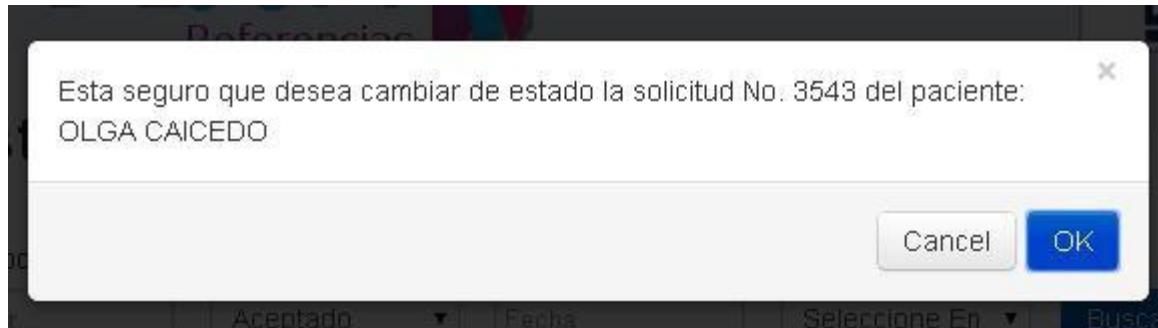 Referencias
×
Esta seguro que desea cambiar de estado la solicitud No. 3543 del paciente:
OLGA CAICEDO
Cancel OK
Aceptado ▼ Fecha Seleccione En ▼